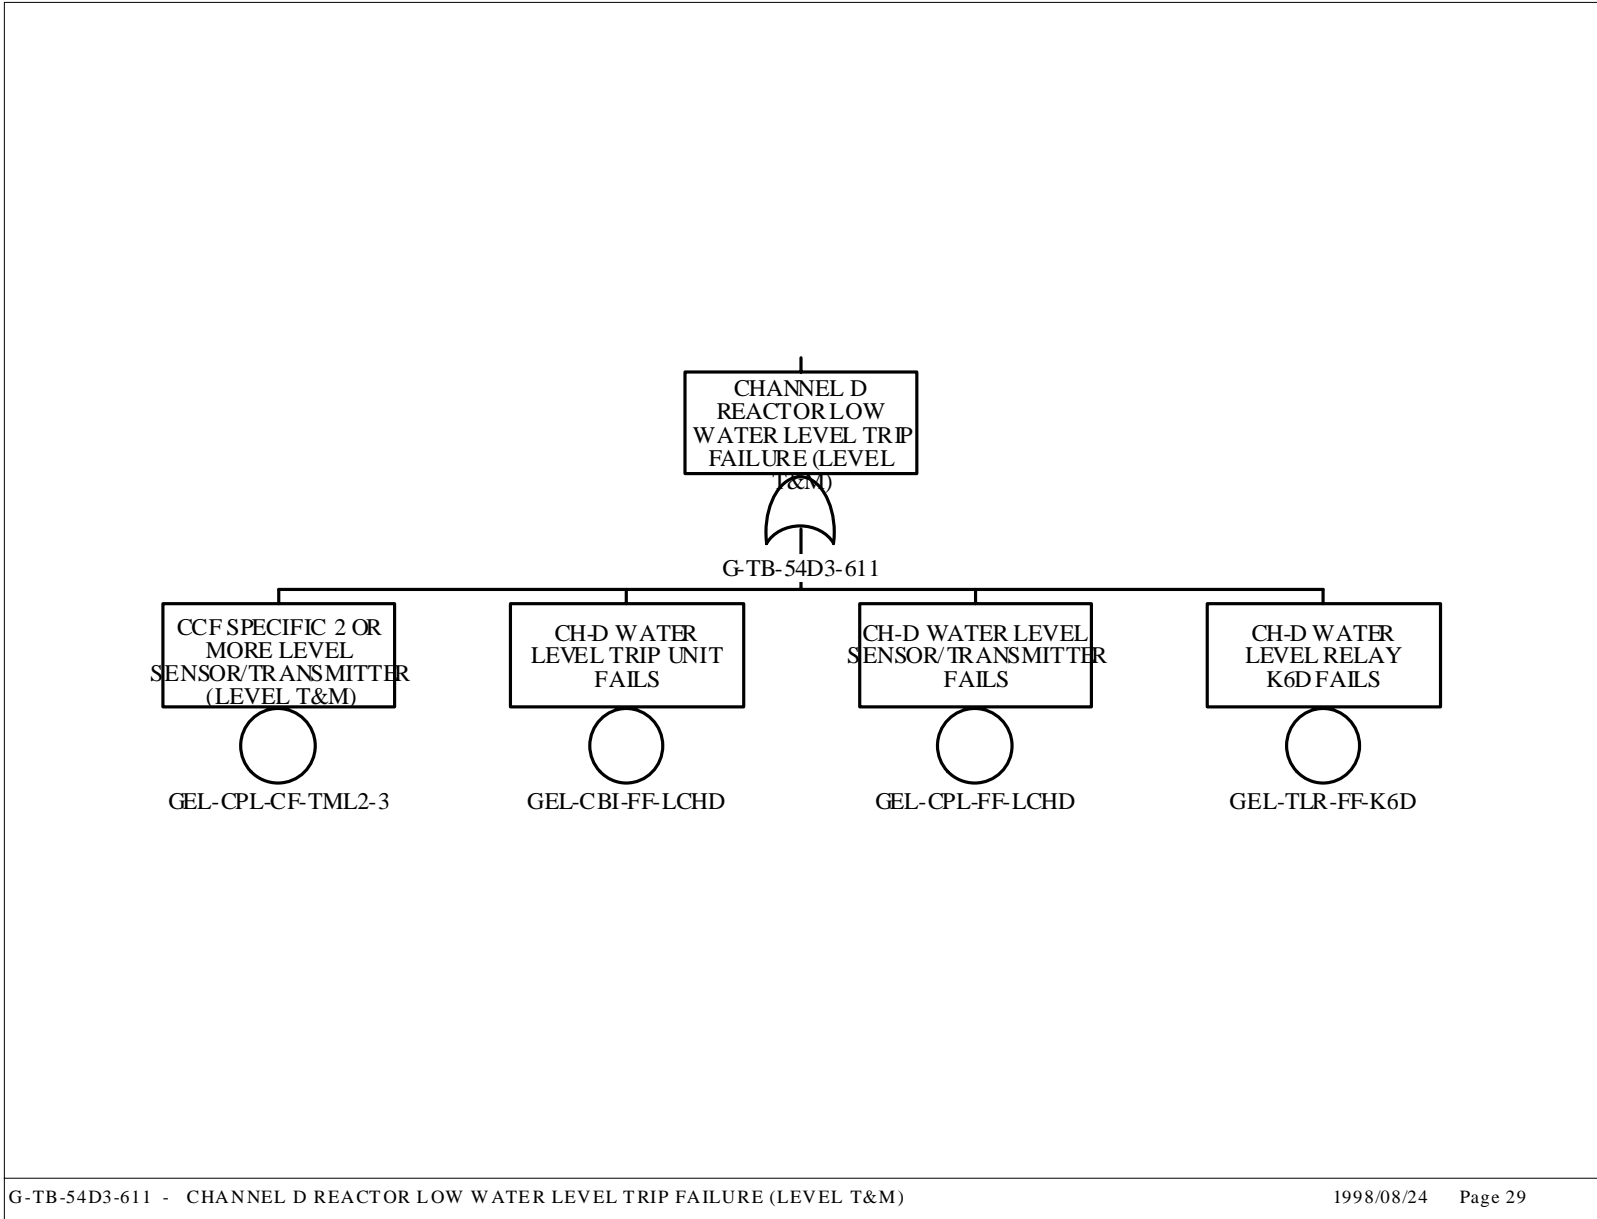 CHANNEL D
REACTOR LOW
WATER LEVEL TRIP
FAILURE (LEVEL
T&M)
G-TB-54D3-611
CCF SPECIFIC 2 OR
MORE LEVEL
SENSOR/TRANSMITTER
(LEVEL T&M)
GEL-CPL-CF-TML2-3
CH-D WATER
LEVEL TRIP UNIT
FAILS
GEL-CBI-FF-LCHD
CH-D WATER LEVEL
SENSOR/TRANSMITTER
FAILS
GEL-CPL-FF-LCHD
CH-D WATER
LEVEL RELAY
K6D FAILS
GEL-TLR-FF-K6D
G-TB-54D3-611 - CHANNEL D REACTOR LOW WATER LEVEL TRIP FAILURE (LEVEL T&M) 1998/08/24 Page 29